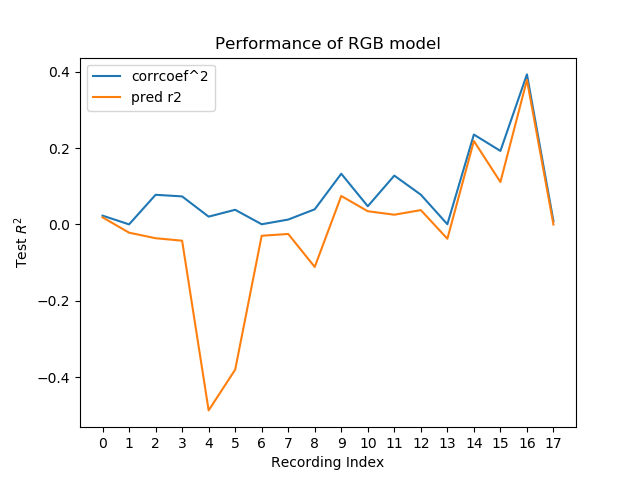 Performance of RGB model
corrcoef^2
pred r2
0.4
0.2
0.0
−0.2
−0.4
Test R²
0 1 2 3 4 5 6 7 8 9 10 11 12 13 14 15 16 17
Recording Index